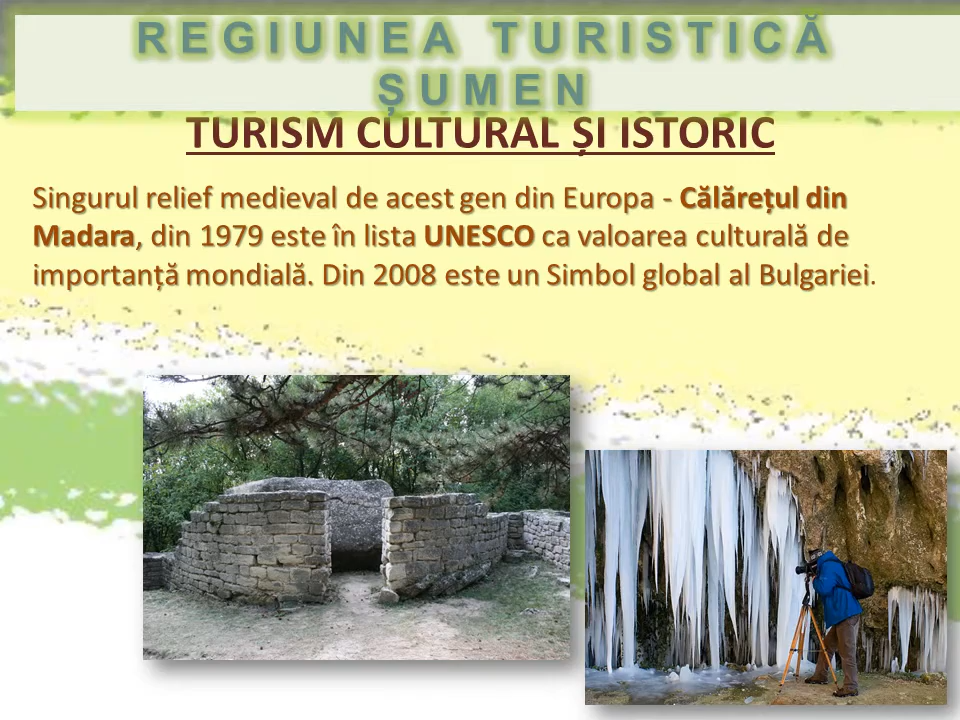 REGIUNEA TURISTICĂ
ȘUMEN
TURISM CULTURAL ȘI ISTORIC
Singurul relief medieval de acest gen din Europa - Călărețul din
Madara, din 1979 este în lista UNESCO ca valoarea culturală de
importanță mondială. Din 2008 este un Simbol global al Bulgariei.